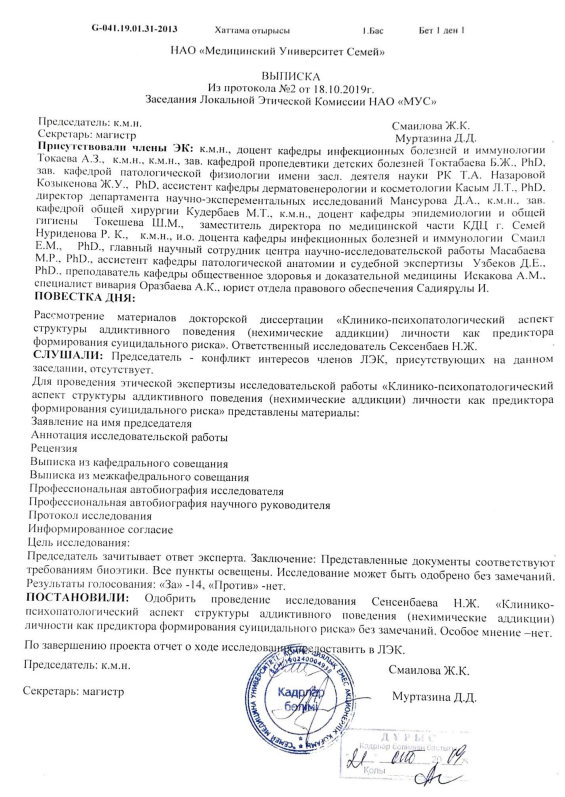 G-041.19.01.31-2013 Хаттама отырысы 1.Бас Бет 1 ден 1
НАО «Медицинский Университет Семей»
ВЫПИСКА
Из протокола №2 от 18.10.2019г.
Заседания Локальной Этической Комиссии НАО «МУС»
Председатель: к.м.н. Смаилова Ж.К.
Секретарь: магистр Муртазина Д.Д.
Присутствовали члены ЭК: к.м.н., доцент кафедры инфекционных болезней и иммунологии
Токаева А.З., к.м.н., к.м.н., зав. кафедрой пропедевтики детских болезней Токтабаева Б.Ж., PhD,
зав. кафедрой патологической физиологии имени засл. деятеля науки РК Т.А. Назаровой
Козыкенова Ж.У., PhD, ассистент кафедры дерматовенерологии и косметологии Касым Л.Т., PhD,
директор департамента научно-эксперементальных исследований Мансурова Д.А., к.м.н., зав.
кафедрой общей хирургии Кудербаев М.Т., к.м.н., доцент кафедры эпидемиологии и общей
гигиены Токешева Ш.М., заместитель директора по медицинской части КДЦ г. Семей
Нуриденова Р. К., к.м.н., и.о. доцента кафедры инфекционных болезней и иммунологии Смаил
Е.М., PhD, главный научный сотрудник центра научно-исследовательской работы Масабаева
М.Р., PhD., ассистент кафедры патологической анатомии и судебной экспертизы Узбеков Д.Е.,
PhD., преподаватель кафедры общественное здоровья и доказательной медицины Искакова А.М.,
специалист вивария Оразбаева А.К., юрист отдела правового обеспечения Садиярұлы И.
ПОВЕСТКА ДНЯ:
Рассмотрение материалов докторской диссертации «Клинико-психопатологический аспект
структуры аддиктивного поведения (нехимические аддикции) личности как предиктора
формирования суицидального риска». Ответственный исследователь Сексенбаев Н.Ж.
СЛУШАЛИ: Председатель - конфликт интересов членов ЛЭК, присутствующих на данном
заседании, отсутствует.
Для проведения этической экспертизы исследовательской работы «Клинико-психопатологический
аспект структуры аддиктивного поведения (нехимические аддикции) личности как предиктора
формирования суицидального риска» представлены материалы:
Заявление на имя председателя
Аннотация исследовательской работы
Рецензия
Выписка из кафедрального совещания
Выписка из межкафедрального совещания
Профессиональная автобиография исследователя
Профессиональная автобиография научного руководителя
Протокол исследования
Информированное согласие
Цель исследования:
Председатель зачитывает ответ эксперта. Заключение: Представленные документы соответствуют
требованиям биоэтики. Все пункты освещены. Исследование может быть одобрено без замечаний.
Результаты голосования: «За» -14, «Против» -нет.
ПОСТАНОВИЛИ: Одобрить проведение исследования Сенсенбаева Н.Ж. «Клинико-
психопатологический аспект структуры аддиктивного поведения (нехимические аддикции)
личности как предиктора формирования суицидального риска» без замечаний. Особое мнение –нет.
По завершению проекта отчет о ходе исследования предоставить в ЛЭК.
Председатель: к.м.н. Смаилова Ж.К.
Секретарь: магистр Муртазина Д.Д.
Кадрлар
бөлімі
ДҰРЫС
Қолы